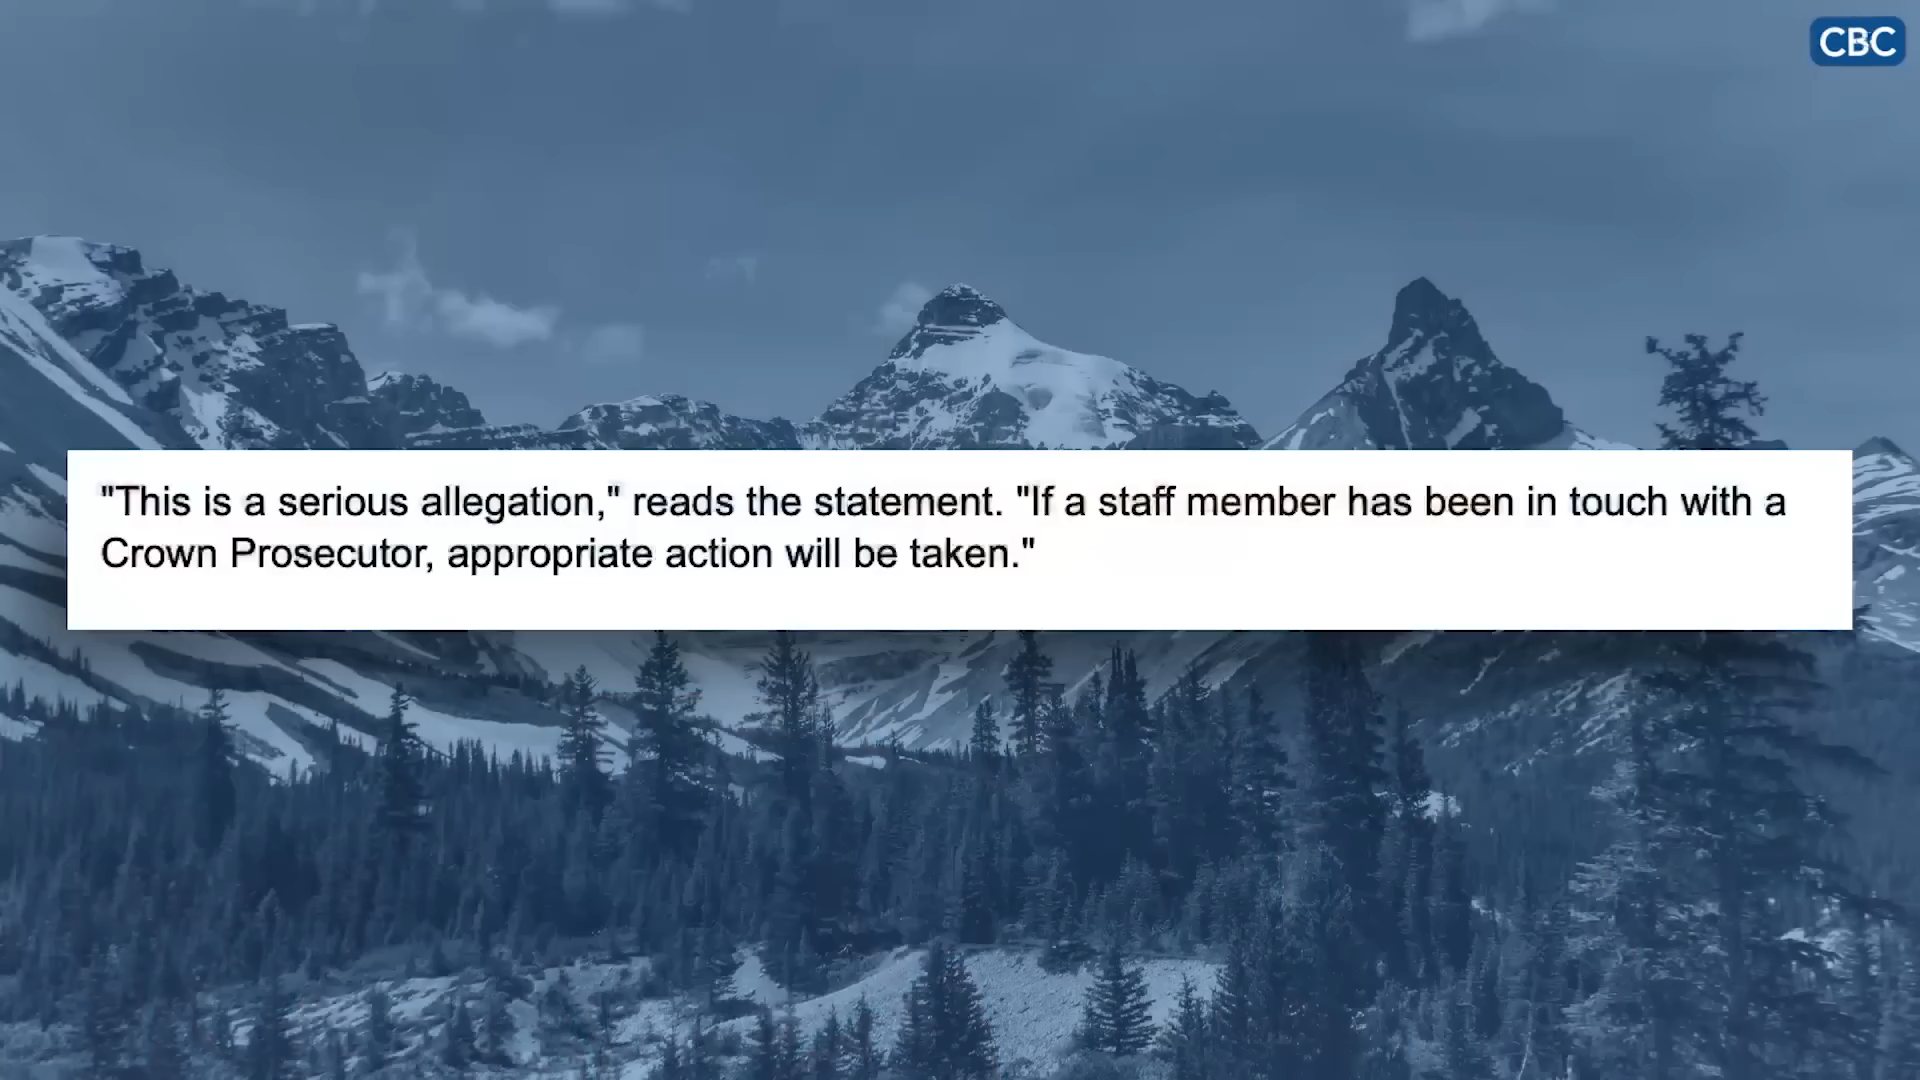 CBC
"This is a serious allegation," reads the statement. "If a staff member has been in touch with a
Crown Prosecutor, appropriate action will be taken."